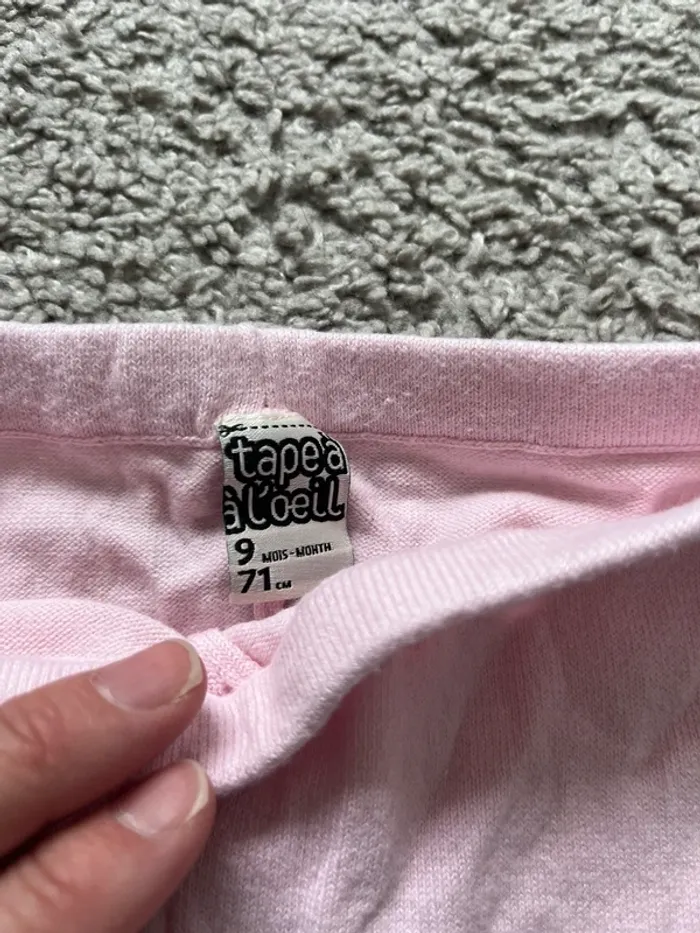 tape à
à l'oeil
9 MOIS-MONTH
71 CM